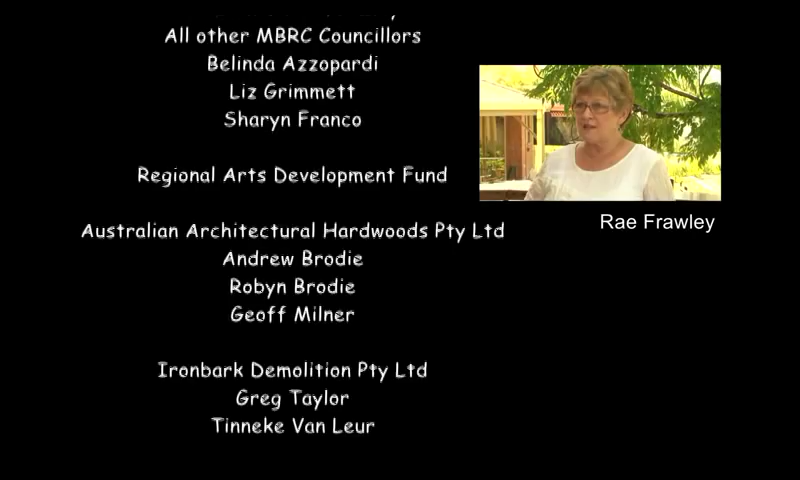 All other MBRC Councillors
Belinda Azzopardi
Liz Grimmett
Sharyn Franco
Regional Arts Development Fund
Australian Architectural Hardwoods Pty Ltd
Andrew Brodie
Robyn Brodie
Geoff Milner
Ironbark Demolition Pty Ltd
Greg Taylor
Tinneke Van Leur
Rae Frawley